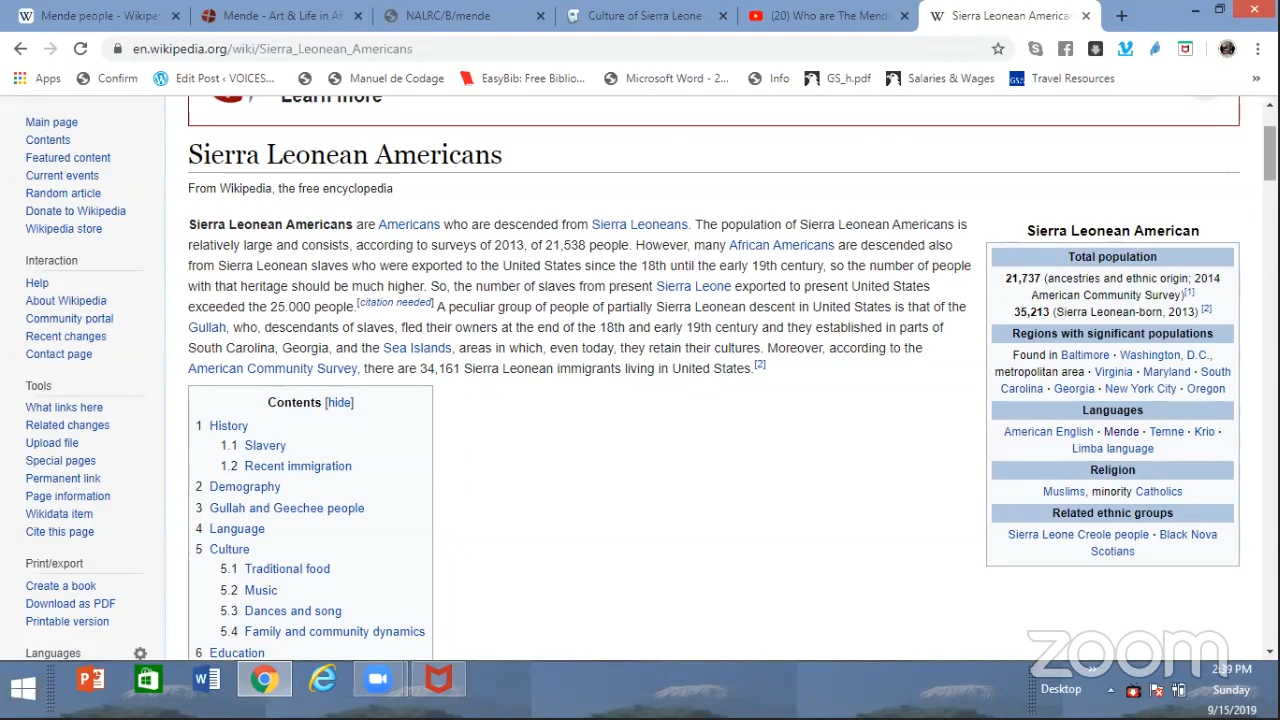 Mende people - Wikipe
Mende - Art & Life in Af
NALRC/B/mende
Culture of Sierra Leone
(20) Who are The Mende
Sierra Leonean American
en.wikipedia.org/wiki/Sierra_Leonean_Americans
Apps
Confirm
Edit Post ‹ VOICES...
Manuel de Codage
EasyBib: Free Biblio...
Microsoft Word - 2...
Info
GS_h.pdf
Salaries & Wages
Travel Resources
»
Learn more
Main page
Contents
Featured content
Current events
Random article
Donate to Wikipedia
Wikipedia store
Interaction
Help
About Wikipedia
Community portal
Recent changes
Contact page
Tools
What links here
Related changes
Upload file
Special pages
Permanent link
Page information
Wikidata item
Cite this page
Print/export
Create a book
Download as PDF
Printable version
Languages
Sierra Leonean Americans
From Wikipedia, the free encyclopedia
Sierra Leonean Americans are Americans who are descended from Sierra Leoneans. The population of Sierra Leonean Americans is
relatively large and consists, according to surveys of 2013, of 21,538 people. However, many African Americans are descended also
from Sierra Leonean slaves who were exported to the United States since the 18th until the early 19th century, so the number of people
with that heritage should be much higher. So, the number of slaves from present Sierra Leone exported to present United States
exceeded the 25.000 people.[citation needed] A peculiar group of people of partially Sierra Leonean descent in United States is that of the
Gullah, who, descendants of slaves, fled their owners at the end of the 18th and early 19th century and they established in parts of
South Carolina, Georgia, and the Sea Islands, areas in which, even today, they retain their cultures. Moreover, according to the
American Community Survey, there are 34,161 Sierra Leonean immigrants living in United States.[2]
Contents [hide]
1 History
1.1 Slavery
1.2 Recent immigration
2 Demography
3 Gullah and Geechee people
4 Language
5 Culture
5.1 Traditional food
5.2 Music
5.3 Dances and song
5.4 Family and community dynamics
6 Education
Sierra Leonean American
Total population
21,737 (ancestries and ethnic origin; 2014
American Community Survey)[1]
35,213 (Sierra Leonean-born, 2013) [2]
Regions with significant populations
Found in Baltimore · Washington, D.C.,
metropolitan area · Virginia · Maryland · South
Carolina · Georgia · New York City · Oregon
Languages
American English · Mende · Temne · Krio ·
Limba language
Religion
Muslims, minority Catholics
Related ethnic groups
Sierra Leone Creole people · Black Nova
Scotians
zoom
Desktop
»
2:39 PM
Sunday
9/15/2019